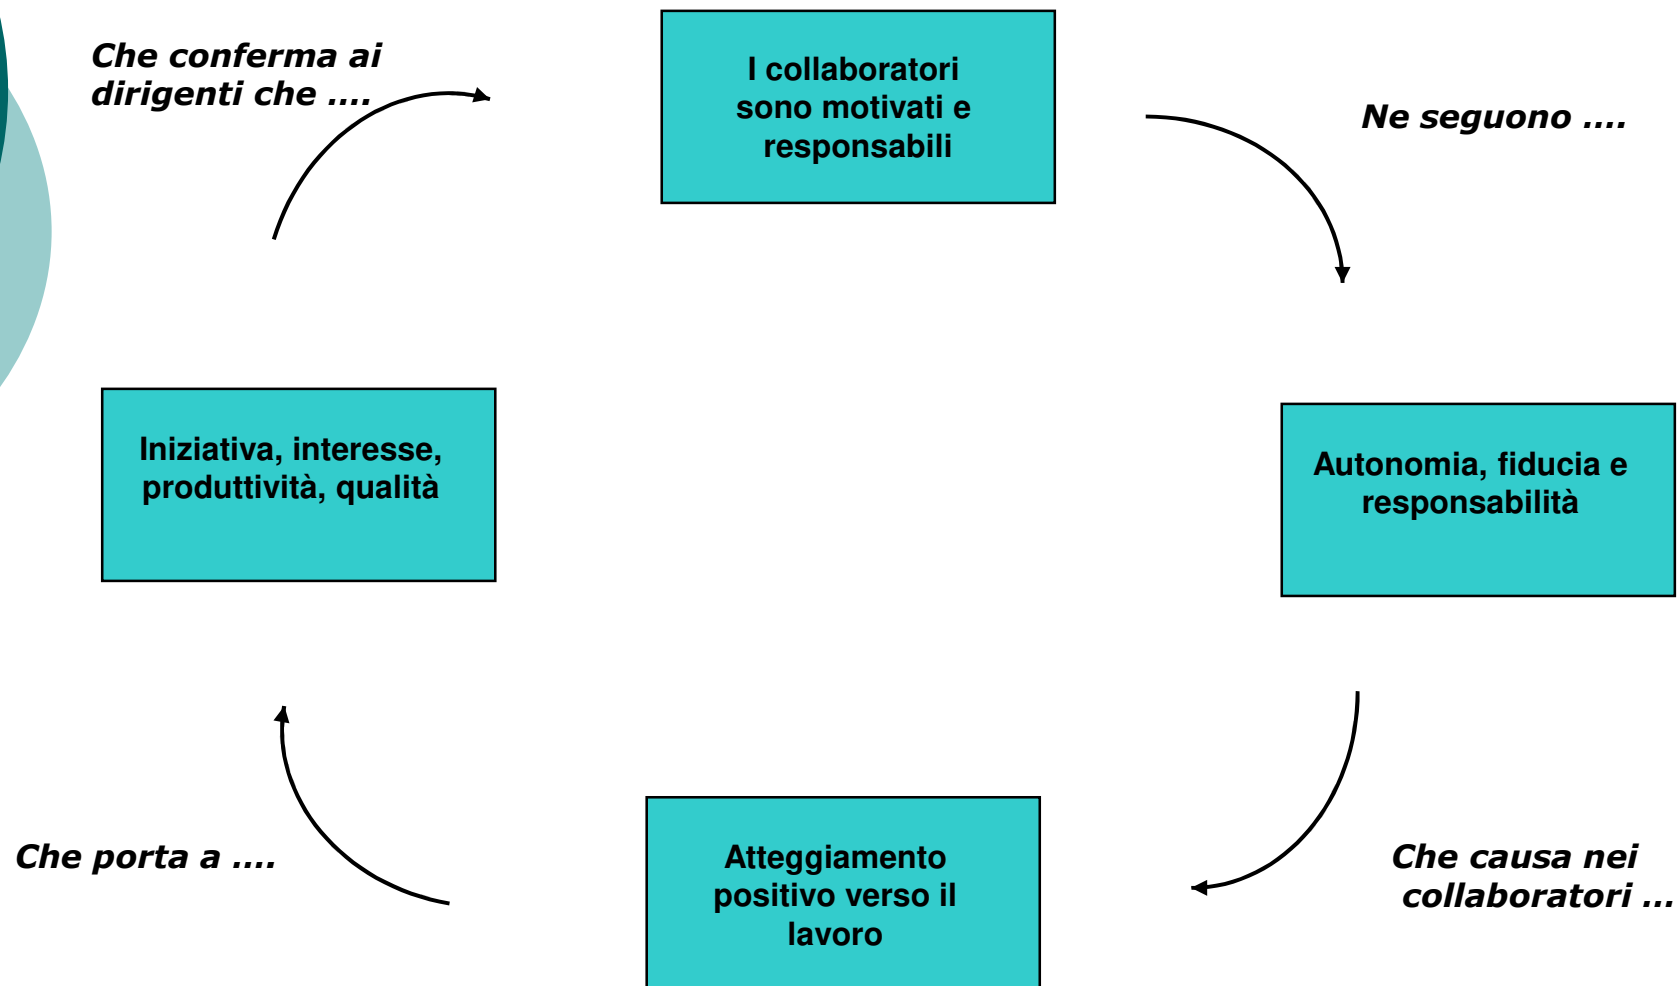 Che conferma ai
dirigenti che ....
I collaboratori
sono motivati e
responsabili
Ne seguono ....
Iniziativa, interesse,
produttività, qualità
Autonomia, fiducia e
responsabilità
Che porta a ....
Atteggiamento
positivo verso il
lavoro
Che causa nei
collaboratori ...